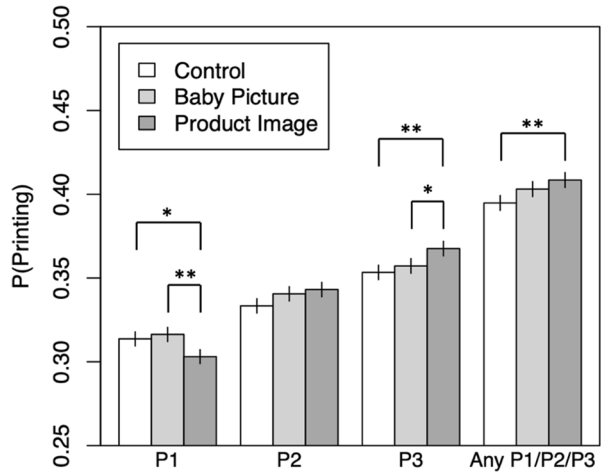 P(Printing)
0.50
0.45
0.40
0.35
0.30
0.25
Control
Baby Picture
Product Image
*
**
**
*
**
P1
P2
P3
Any P1/P2/P3